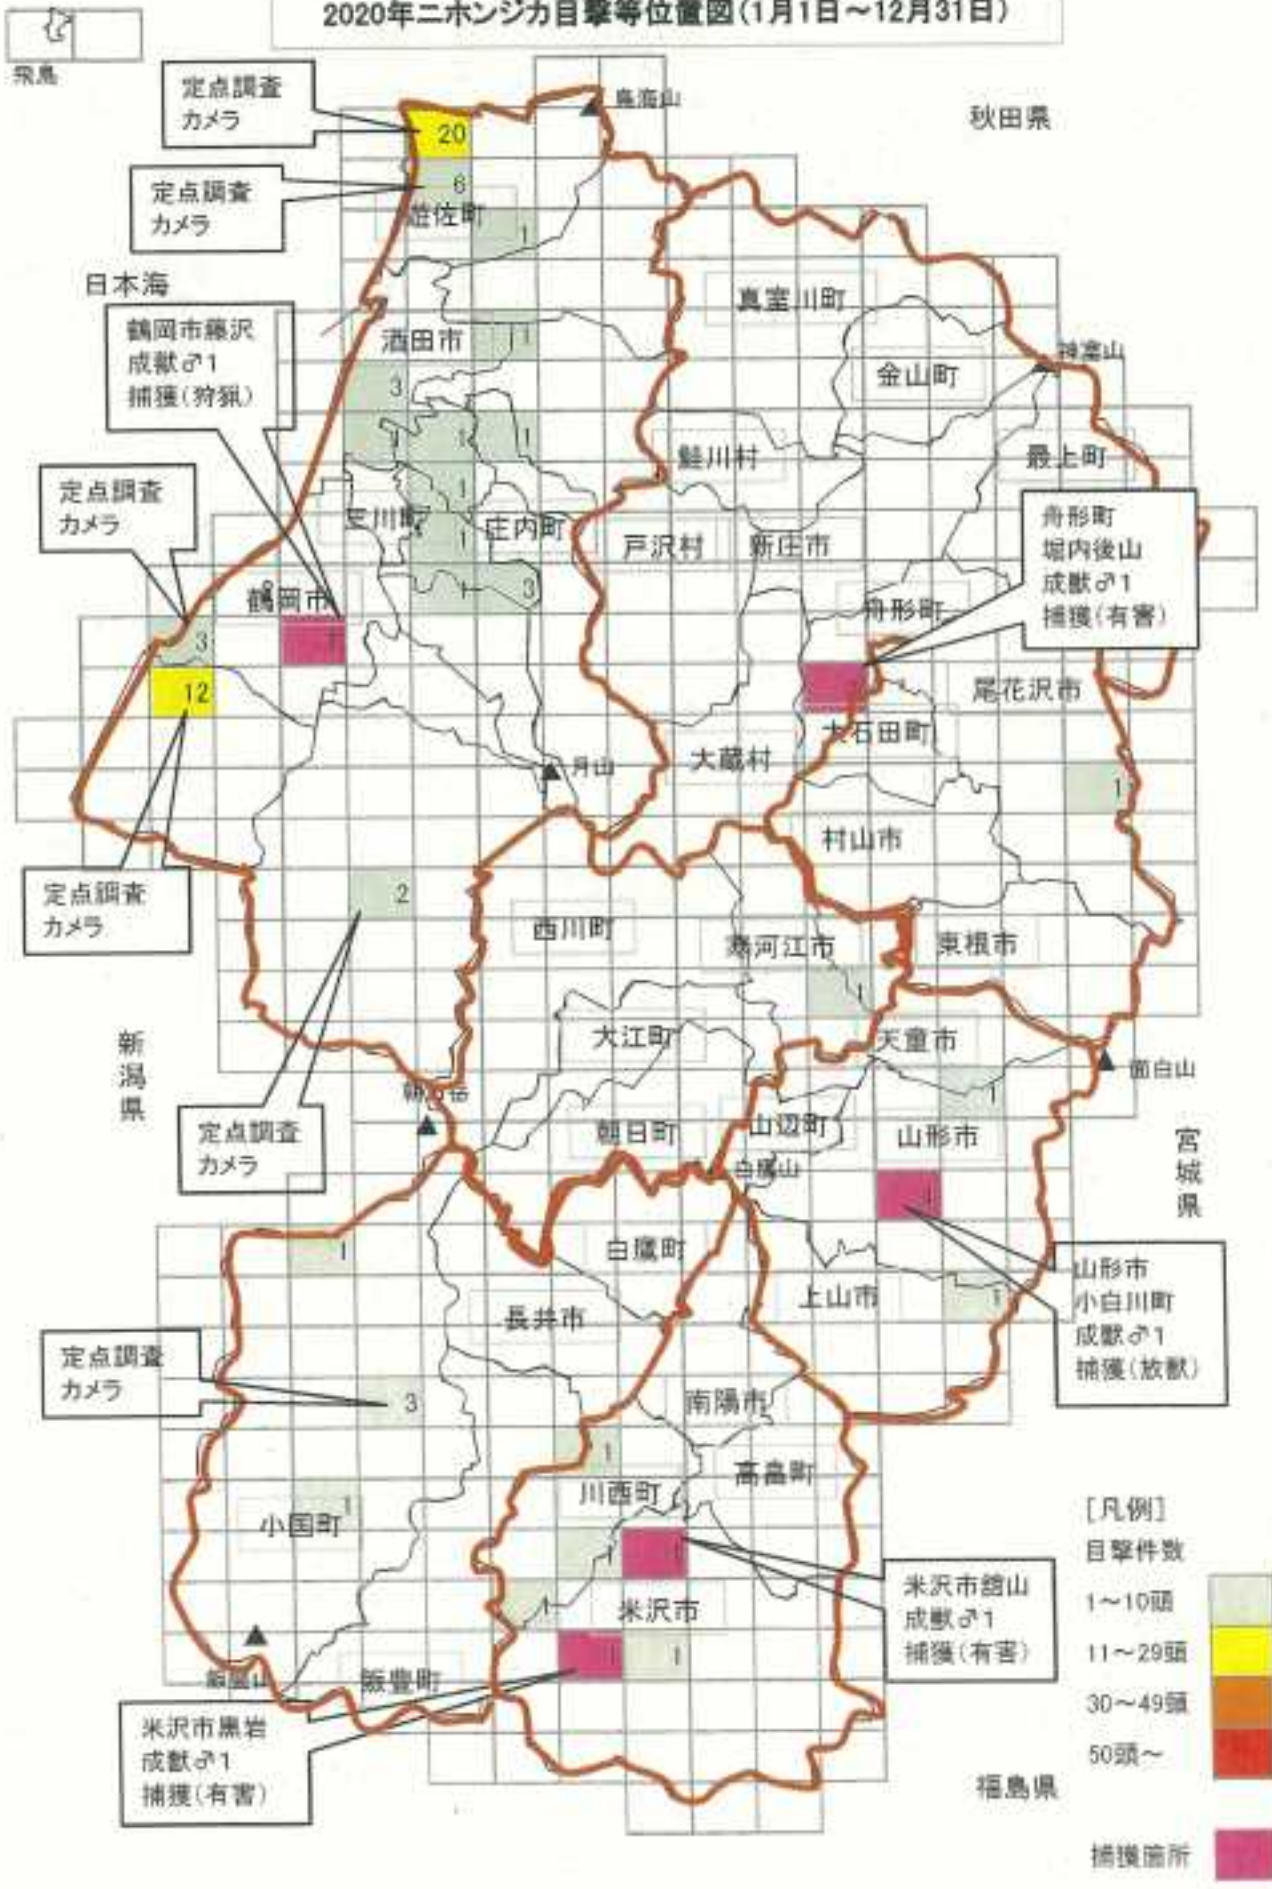 2020年ニホンジカ目撃等位置図(1月1日～12月31日)
飛島
定点調査
カメラ
鳥海山
秋田県
20
定点調査
カメラ
6
遊佐町
1
日本海
真室川町
鶴岡市藤沢
成獣♂1
捕獲(狩猟)
酒田市
1
神室山
金山町
3
1
1
1
鮭川村
最上町
定点調査
カメラ
1
三川町
庄内町
1
戸沢村
新庄市
舟形町
堀内後山
成獣♂1
捕獲(有害)
鶴岡市
1
3
舟形町
3
1
12
尾花沢市
大石田町
大蔵村
月山
1
村山市
定点調査
カメラ
2
西川町
寒河江市
東根市
1
新潟県
大江町
天童市
面白山
1
定点調査
カメラ
朝日町
山辺町
山形市
白鷹山
宮城県
1
白鷹町
1
山形市
小白川町
成獣♂1
捕獲(放獣)
長井市
上山市
1
定点調査
カメラ
3
南陽市
1
高畠町
川西町
1
小国町
1
1
米沢市舘山
成獣♂1
捕獲(有害)
1
米沢市
1
1
飯豊山
飯豊町
米沢市黒岩
成獣♂1
捕獲(有害)
福島県
[凡例]
目撃件数
1～10頭
11～29頭
30～49頭
50頭～
捕獲箇所